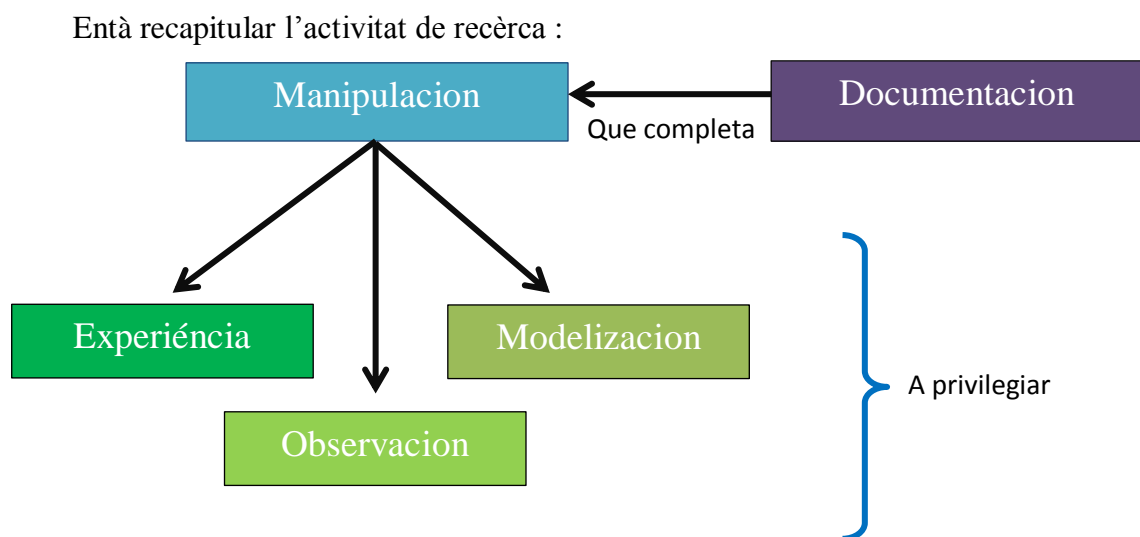 Entà recapitular l’activitat de recèrca :
Manipulacion
Documentacion
Que completa
Experiéncia
Modelizacion
A privilegiar
Observacion